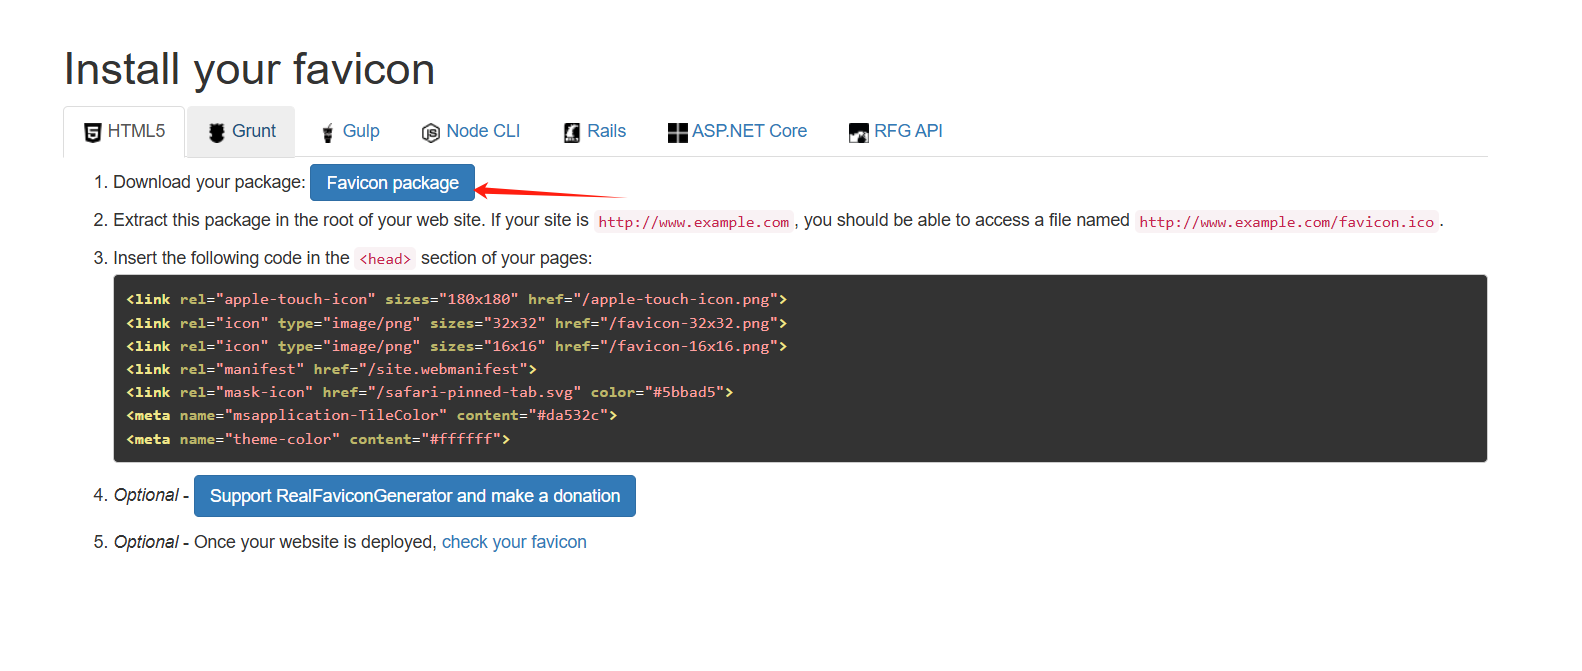 Install your favicon
HTML5 Grunt Gulp Node CLI Rails ASP.NET Core RFG API
1. Download your package: Favicon package
2. Extract this package in the root of your web site. If your site is http://www.example.com , you should be able to access a file named http://www.example.com/favicon.ico .
3. Insert the following code in the <head> section of your pages:
<link rel="apple-touch-icon" sizes="180x180" href="/apple-touch-icon.png">
<link rel="icon" type="image/png" sizes="32x32" href="/favicon-32x32.png">
<link rel="icon" type="image/png" sizes="16x16" href="/favicon-16x16.png">
<link rel="manifest" href="/site.webmanifest">
<link rel="mask-icon" href="/safari-pinned-tab.svg" color="#5bbad5">
<meta name="msapplication-TileColor" content="#da532c">
<meta name="theme-color" content="#ffffff">
4. Optional - Support RealFaviconGenerator and make a donation
5. Optional - Once your website is deployed, check your favicon